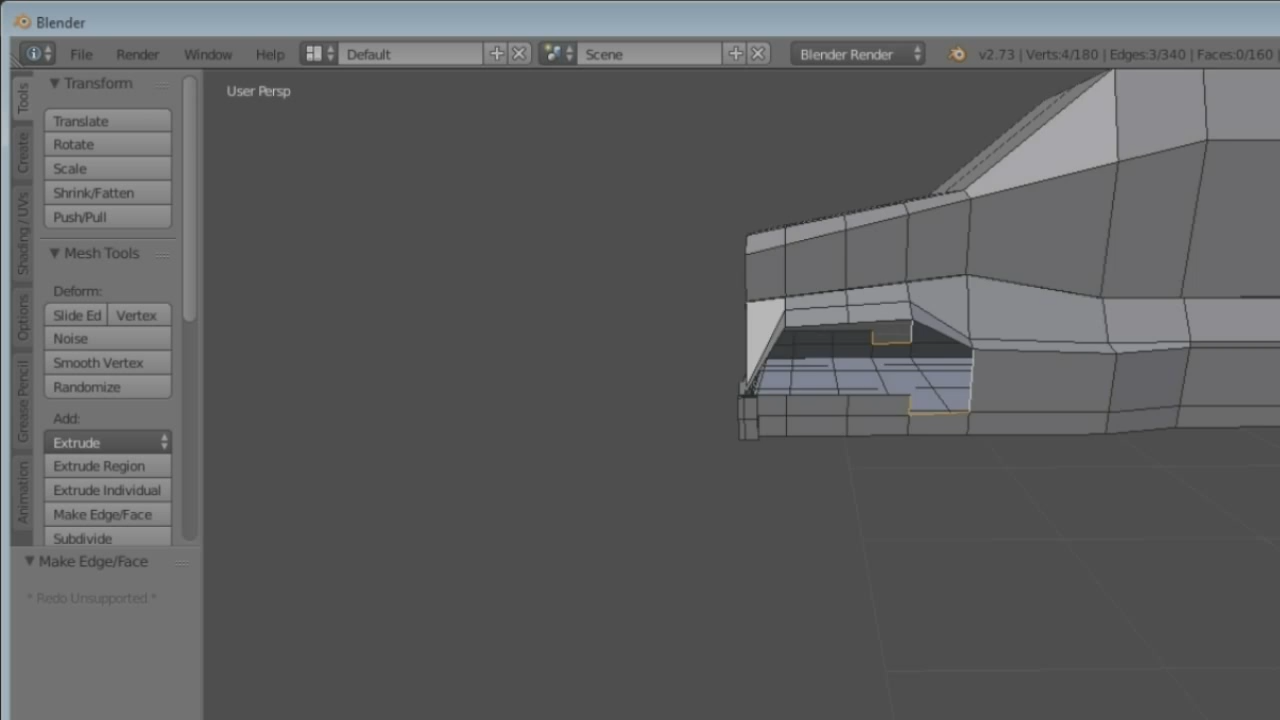 Blender
File Render Window Help Default Scene Blender Render v2.73 | Verts:4/180 | Edges:3/340 | Faces:0/160 |
User Persp
Tools
Create
Shading / UVs
Options
Grease Pencil
Animation
Transform
Translate
Rotate
Scale
Shrink/Fatten
Push/Pull
Mesh Tools
Deform:
Slide Ed Vertex
Noise
Smooth Vertex
Randomize
Add:
Extrude
Extrude Region
Extrude Individual
Make Edge/Face
Subdivide
Make Edge/Face
* Redo Unsupported *